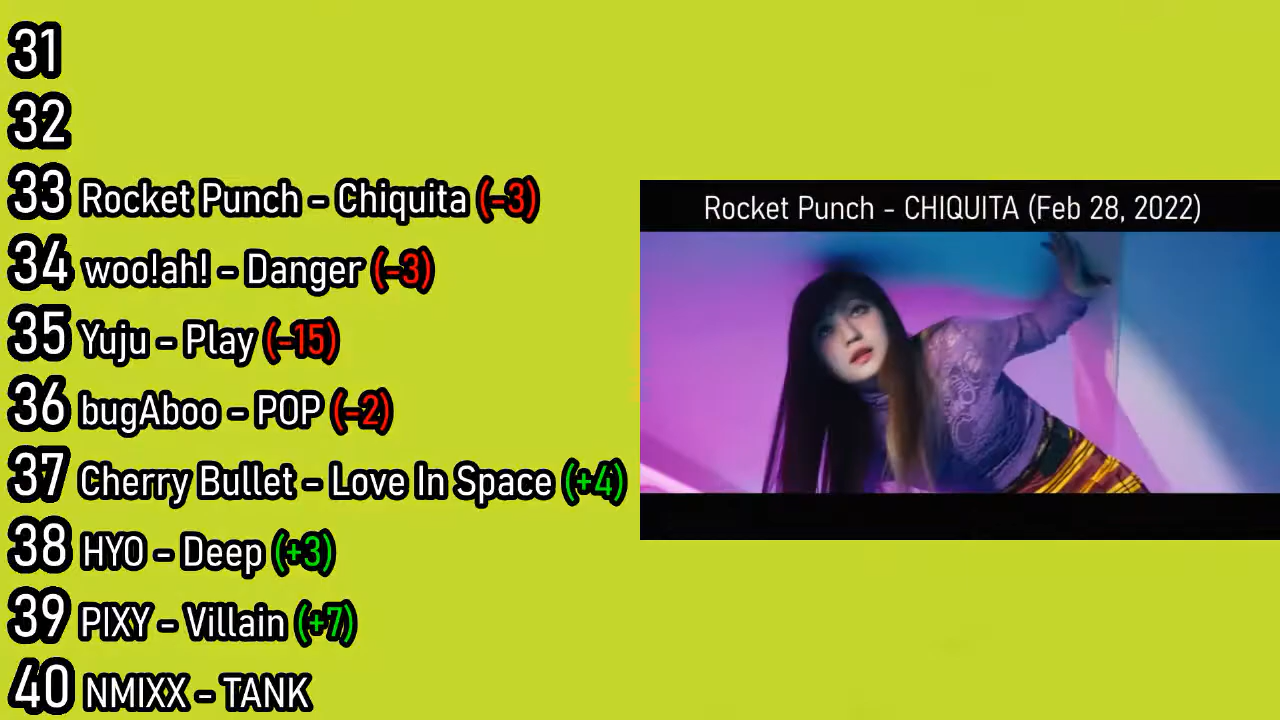 31
32
33 Rocket Punch - Chiquita (-3)
34 woo!ah! - Danger (-3)
35 Yuju - Play (-15)
36 bugAboo - POP (-2)
37 Cherry Bullet - Love In Space (+4)
38 HYO - Deep (+3)
39 PIXY - Villain (+7)
40 NMIXX - TANK
Rocket Punch - CHIQUITA (Feb 28, 2022)